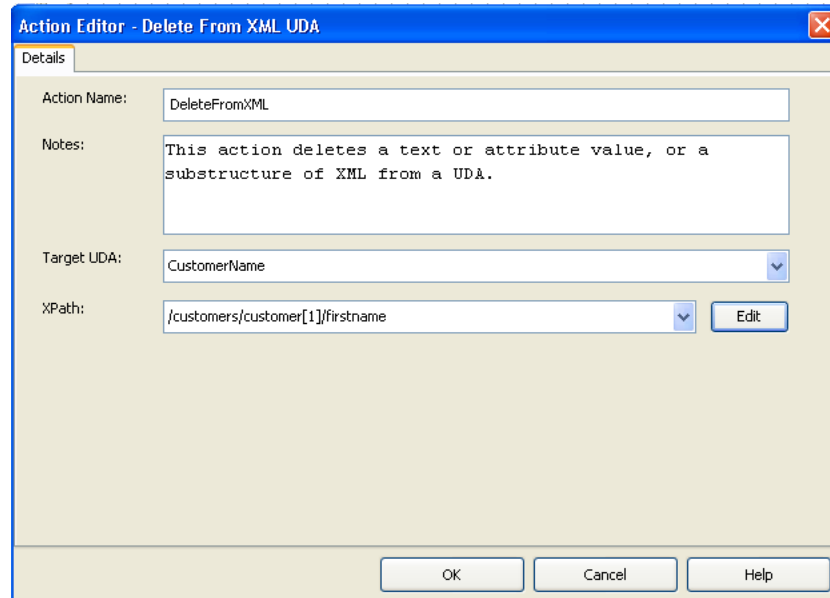 Action Editor - Delete From XML UDA
Details
Action Name:
DeleteFromXML
Notes:
This action deletes a text or attribute value, or a
substructure of XML from a UDA.
Target UDA:
CustomerName
XPath:
/customers/customer[1]/firstname
Edit
OK
Cancel
Help